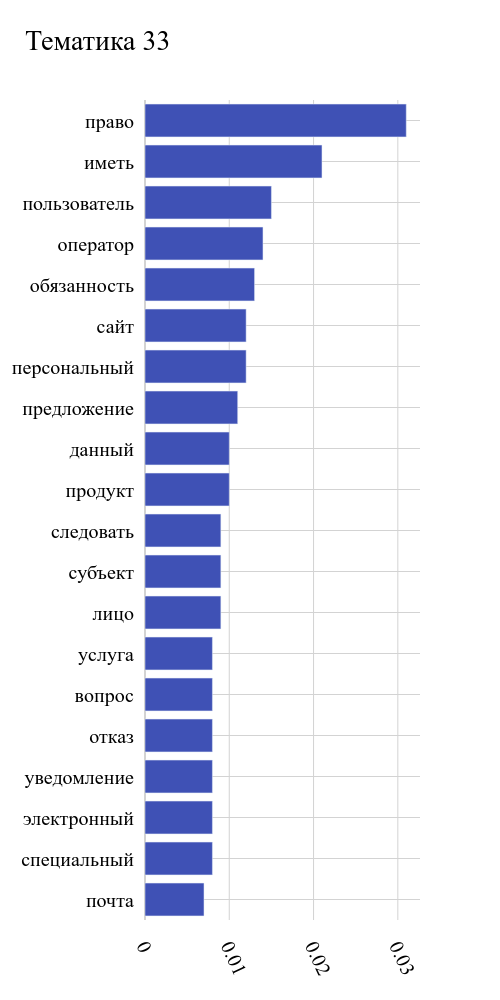 Тематика 33
право
иметь
пользователь
оператор
обязанность
сайт
персональный
предложение
данный
продукт
следовать
субъект
лицо
услуга
вопрос
отказ
уведомление
электронный
специальный
почта
0 0.01 0.02 0.03